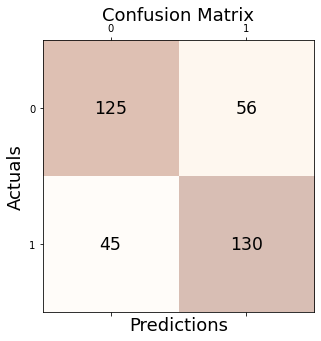 Confusion Matrix
0 1
0 125 56
Actuals
1 45 130
Predictions